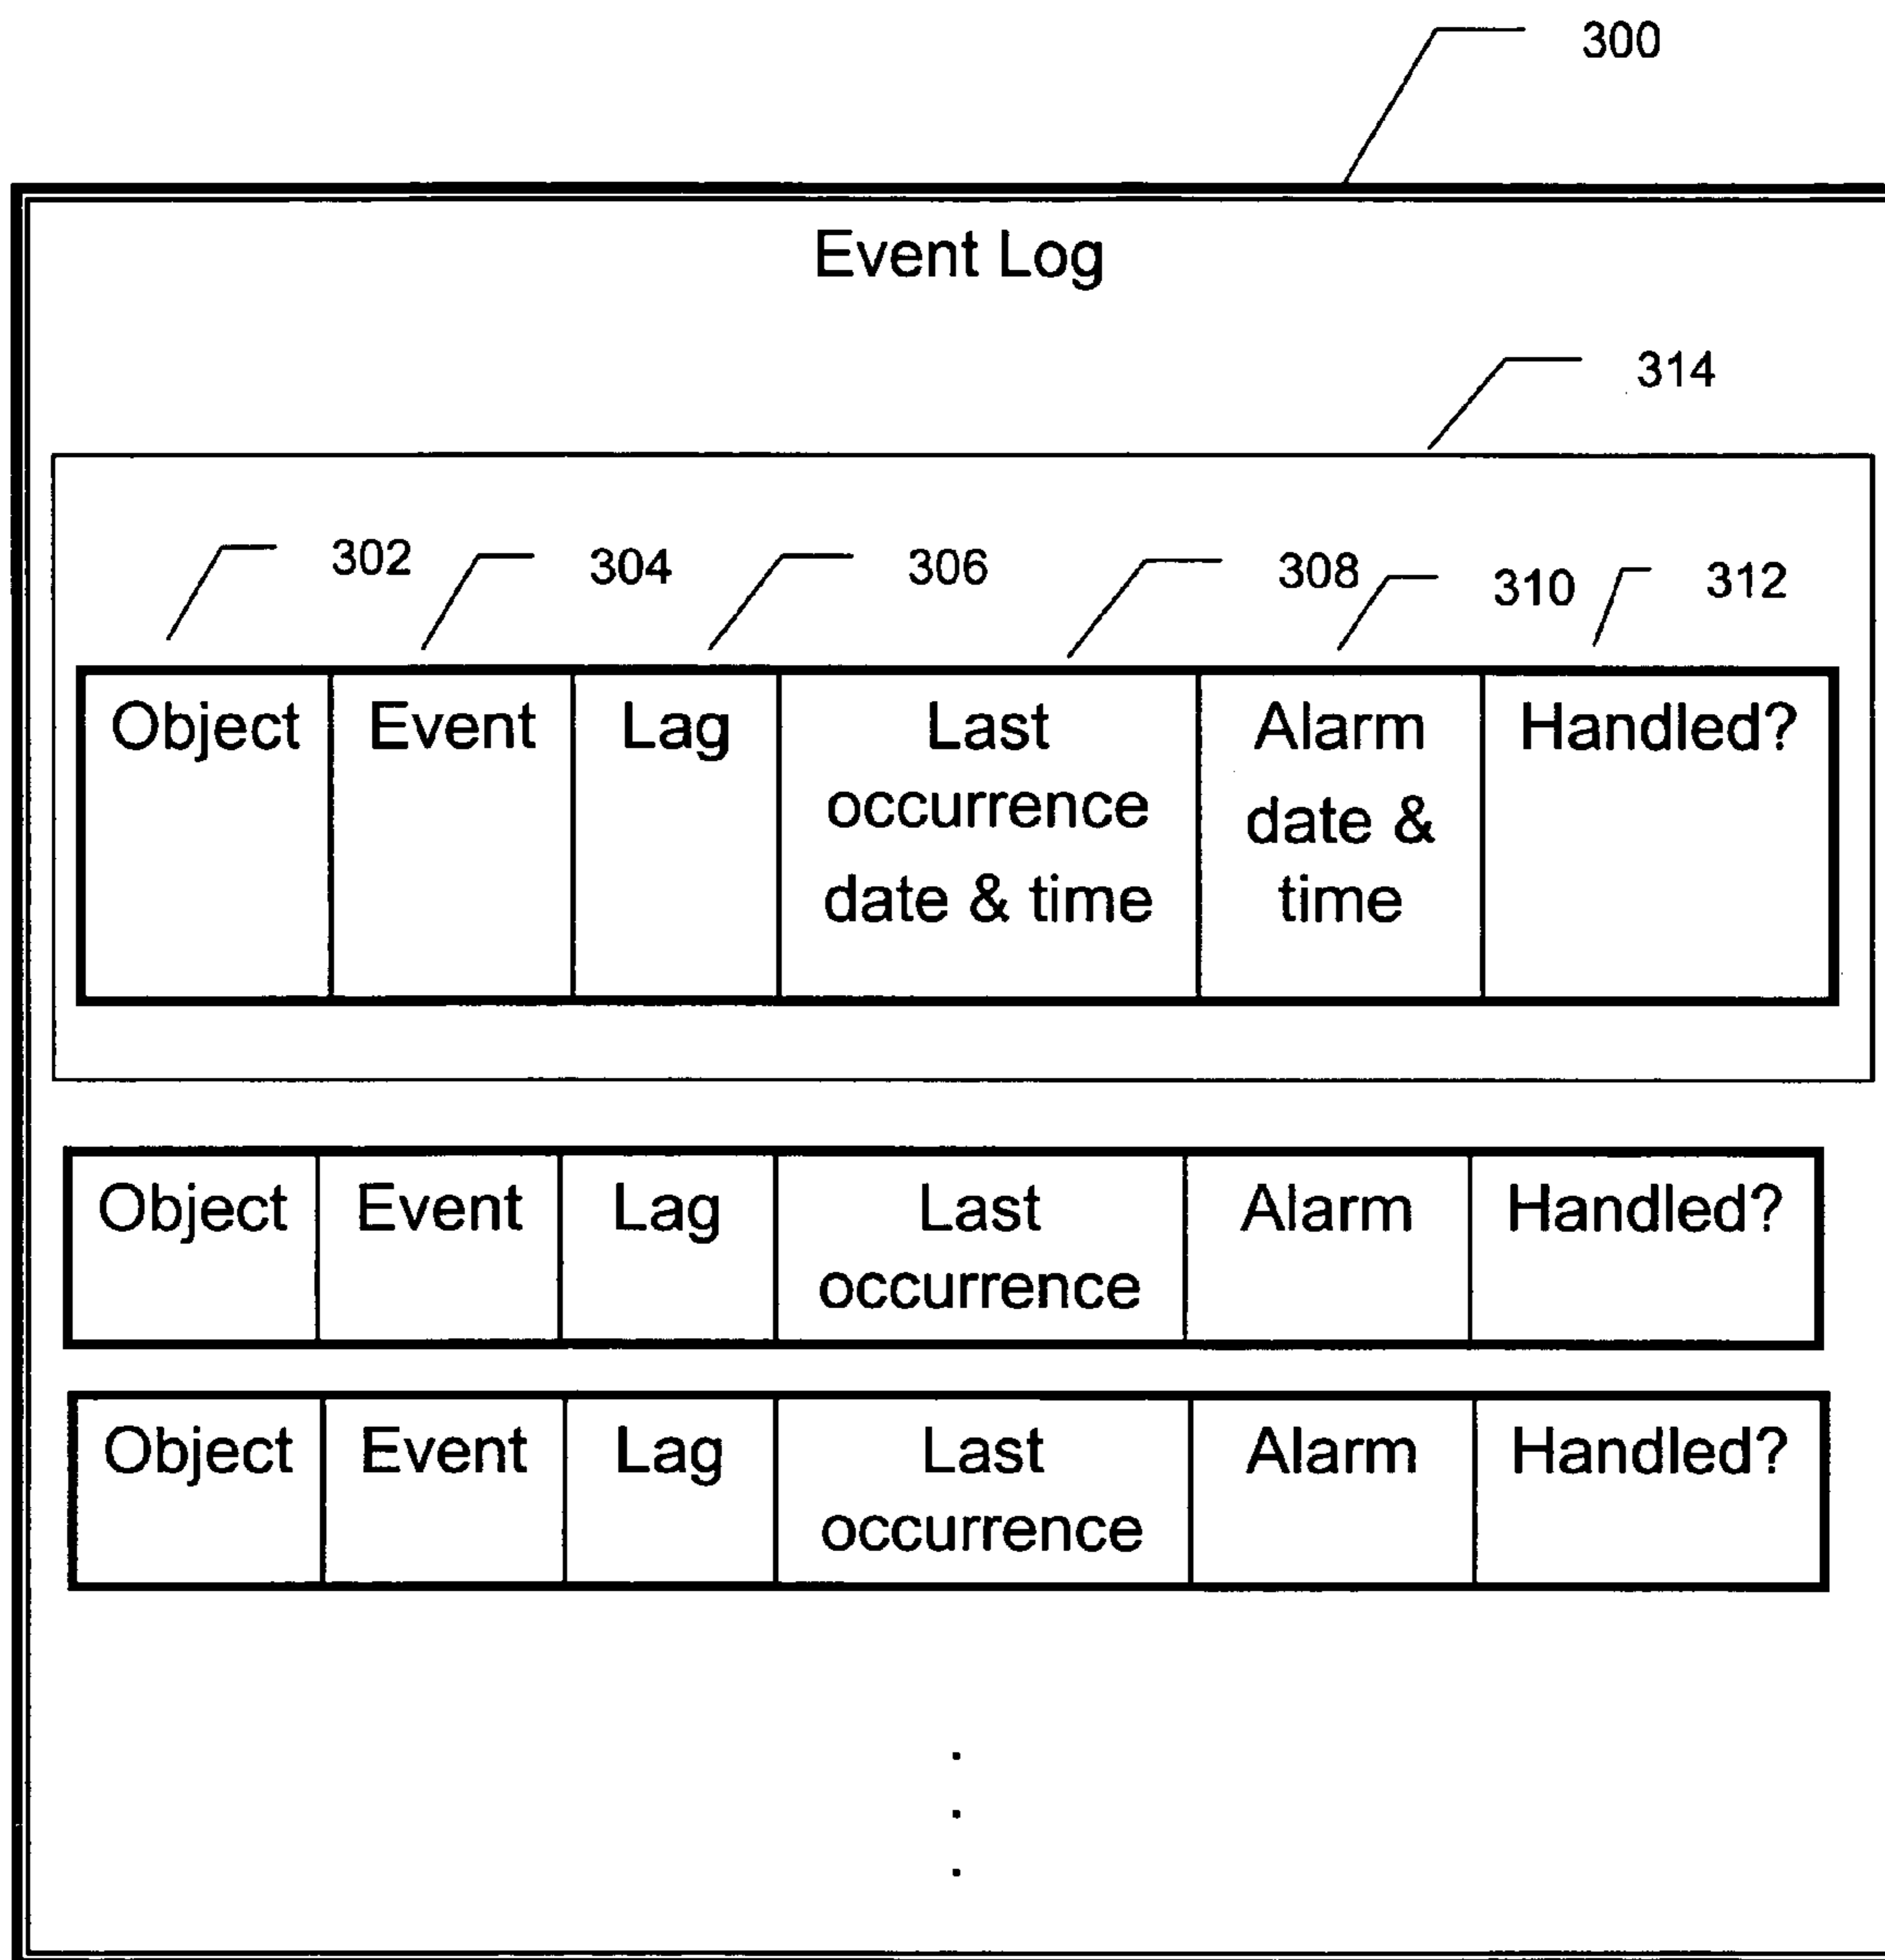 300
Event Log
314
302 304 306 308 310 312
Object Event Lag Last Alarm Handled?
occurrence date &
date & time time
Object Event Lag Last Alarm Handled?
occurrence
Object Event Lag Last Alarm Handled?
occurrence